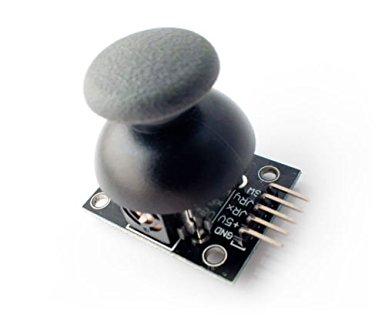 GND
+5V
VRx
VRy
SW